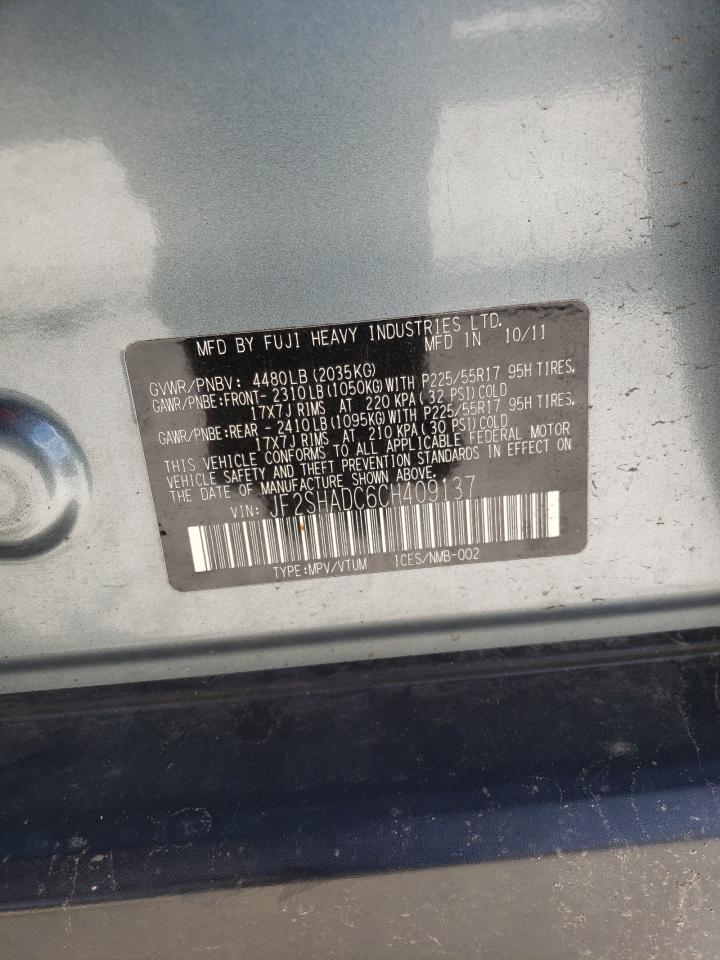 MFD BY FUJI HEAVY INDUSTRIES LTD.
MFD IN 10/11
GVWR/PNBV: 4480LB(2035KG)
GAWR/PNBE:FRONT- 2310LB(1050KG)WITH P225/55R17 95H TIRES,
17X7J RIMS AT 220 KPA(32 PSI)COLD
GAWR/PNBE:REAR - 2410LB(1095KG)WITH P225/55R17 95H TIRES,
17X7J RIMS AT 210 KPA(30 PSI)COLD
THIS VEHICLE CONFORMS TO ALL APPLICABLE FEDERAL MOTOR
VEHICLE SAFETY AND THEFT PREVENTION STANDARDS IN EFFECT ON
THE DATE OF MANUFACTURE SHOWN ABOVE.
VIN: JF2SHADC6CH409137
TYPE:MPV/VTUM ICES/NMB-002